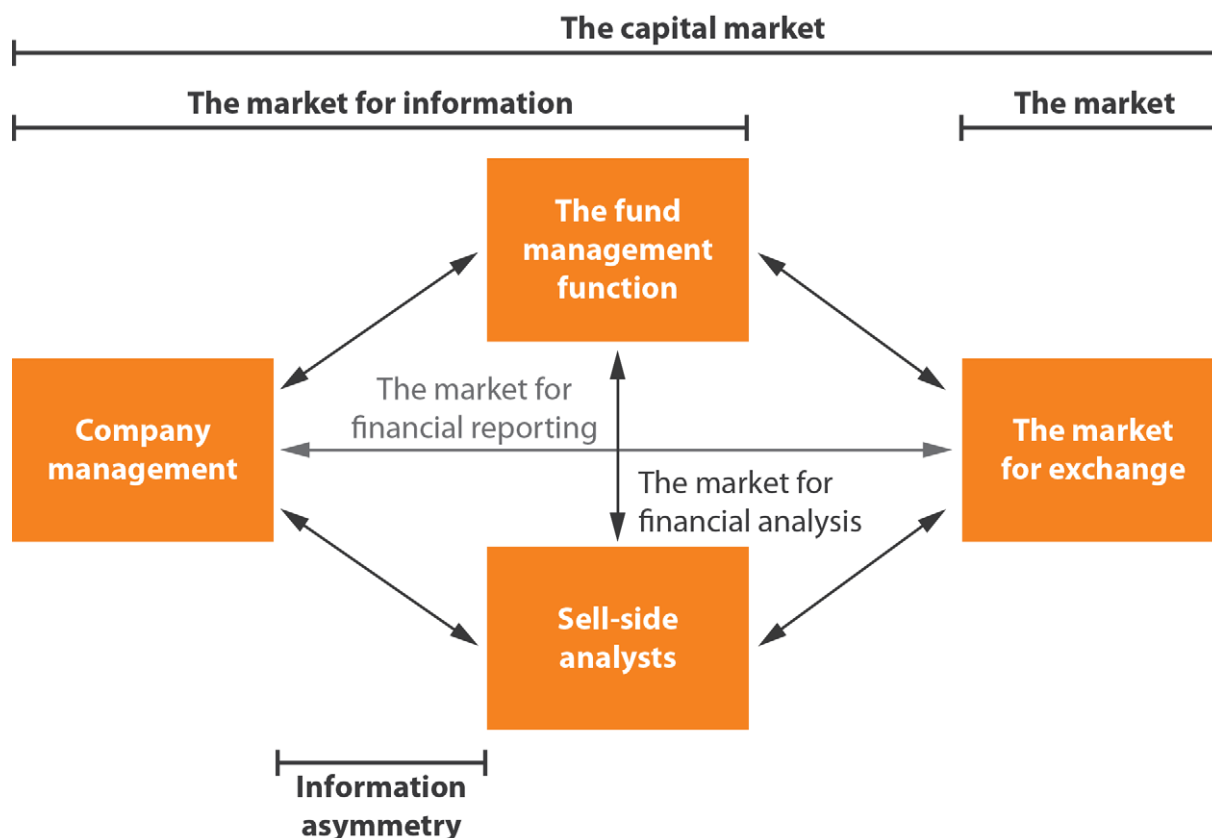 The capital market
The market for information
The market
The fund
management
function
The market for
financial reporting
Company
management
The market
for exchange
The market for
financial analysis
Sell-side
analysts
Information
asymmetry